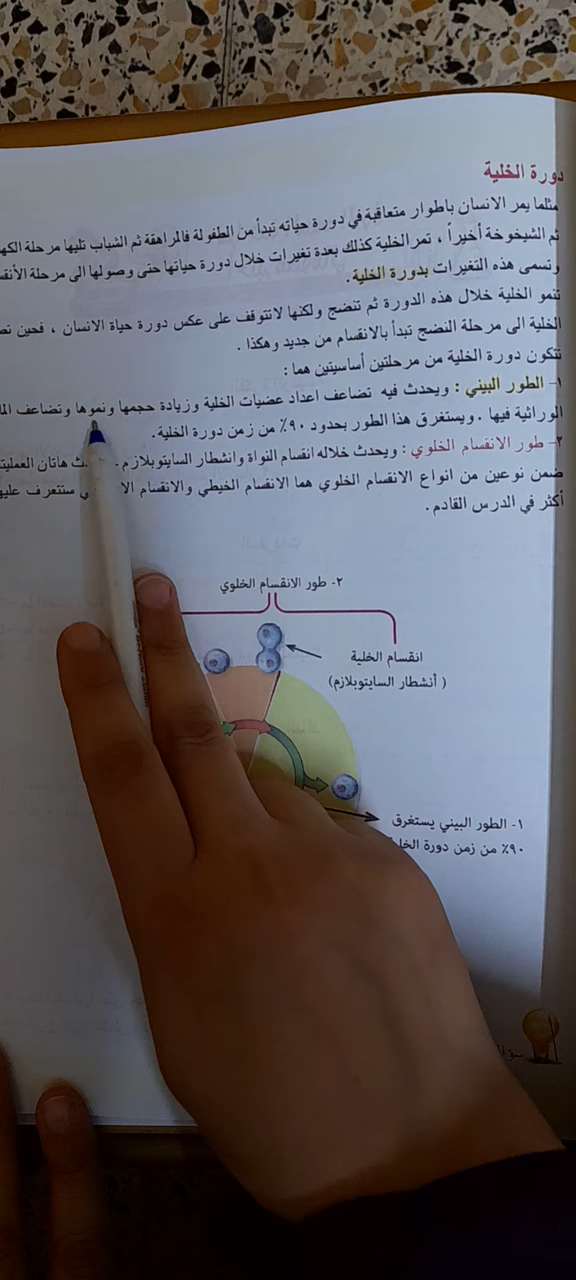 دورة الخلية
مثلما يمر الانسان باطوار متعاقبة في دورة حياته تبدأ من الطفولة فالمراهقة ثم الشباب تليها مرحلة
ثم الشيخوخة أخيراً ، تمر الخلية كذلك بعدة تغيرات خلال دورة حياتها حتى وصولها الى مرحلة
وتسمى هذه التغيرات بدورة الخلية.
تنمو الخلية خلال هذه الدورة ثم تنضج ولكنها لاتتوقف على عكس دورة حياة الانسان ، فحين
الخلية الى مرحلة النضج تبدأ بالانقسام من جديد وهكذا .
تتكون دورة الخلية من مرحلتين أساسيتين هما :
١- الطور البيني : ويحدث فيه تضاعف اعداد عضيات الخلية وزيادة حجمها ونموها وتضاعف
الوراثية فيها . ويستغرق هذا الطور بحدود ٩٠٪ من زمن دورة الخلية.
٢- طور الانقسام الخلوي : ويحدث خلاله انقسام النواة وانشطار السايتوبلازم . هاتان
ضمن نوعين من انواع الانقسام الخلوي هما الانقسام الخيطي والانقسام ستتعرف
أكثر في الدرس القادم .
٢- طور الانقسام الخلوي
انقسام الخلية
( أنشطار السايتوبلازم)
١- الطور البيني يستغرق
٩٠٪ من زمن دورة